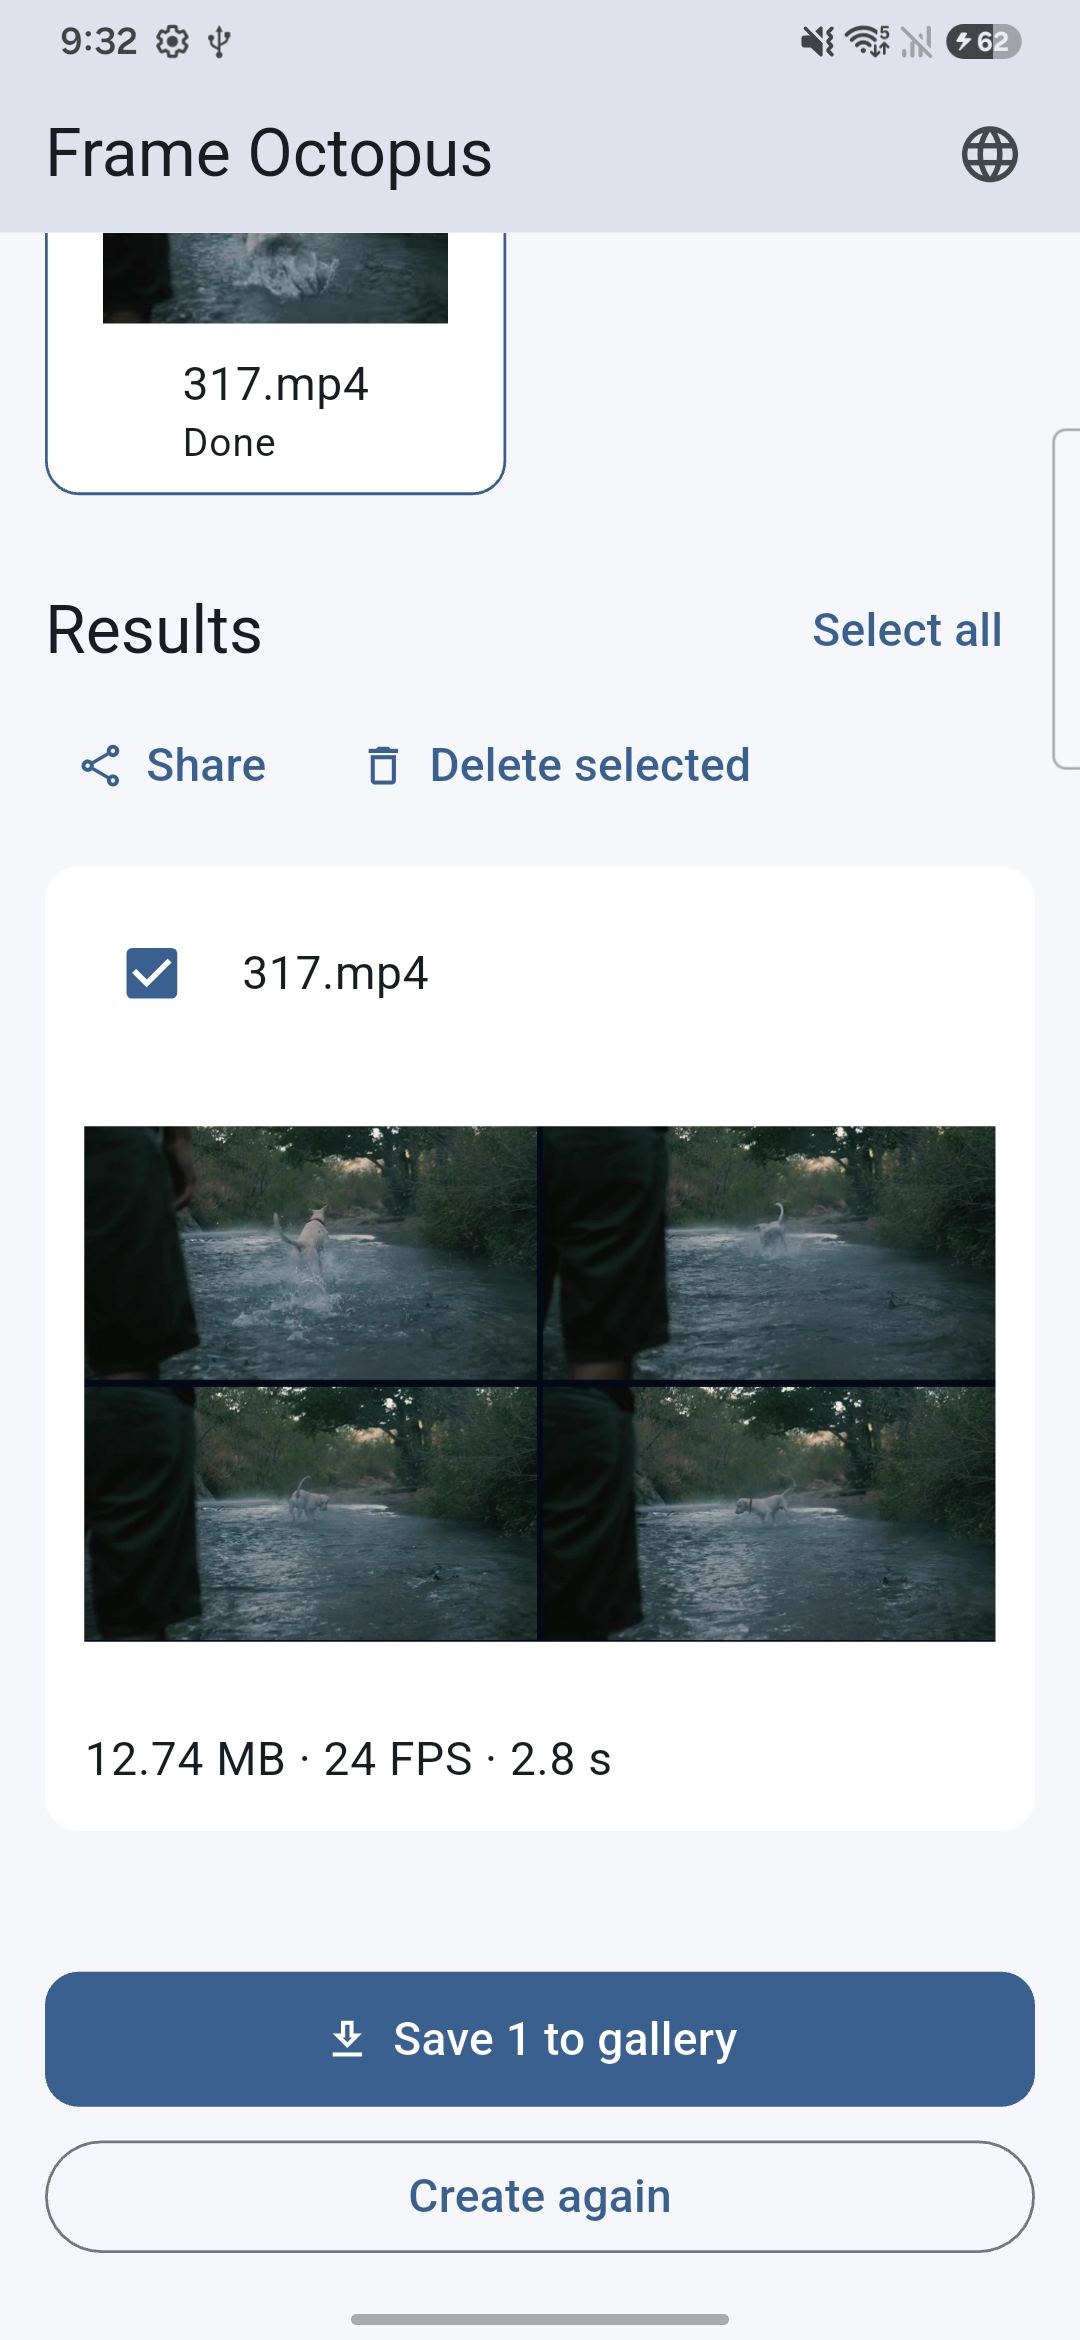 9:32
5
62
Frame Octopus
317.mp4
Done
Results
Select all
Share
Delete selected
317.mp4
12.74 MB · 24 FPS · 2.8 s
Save 1 to gallery
Create again